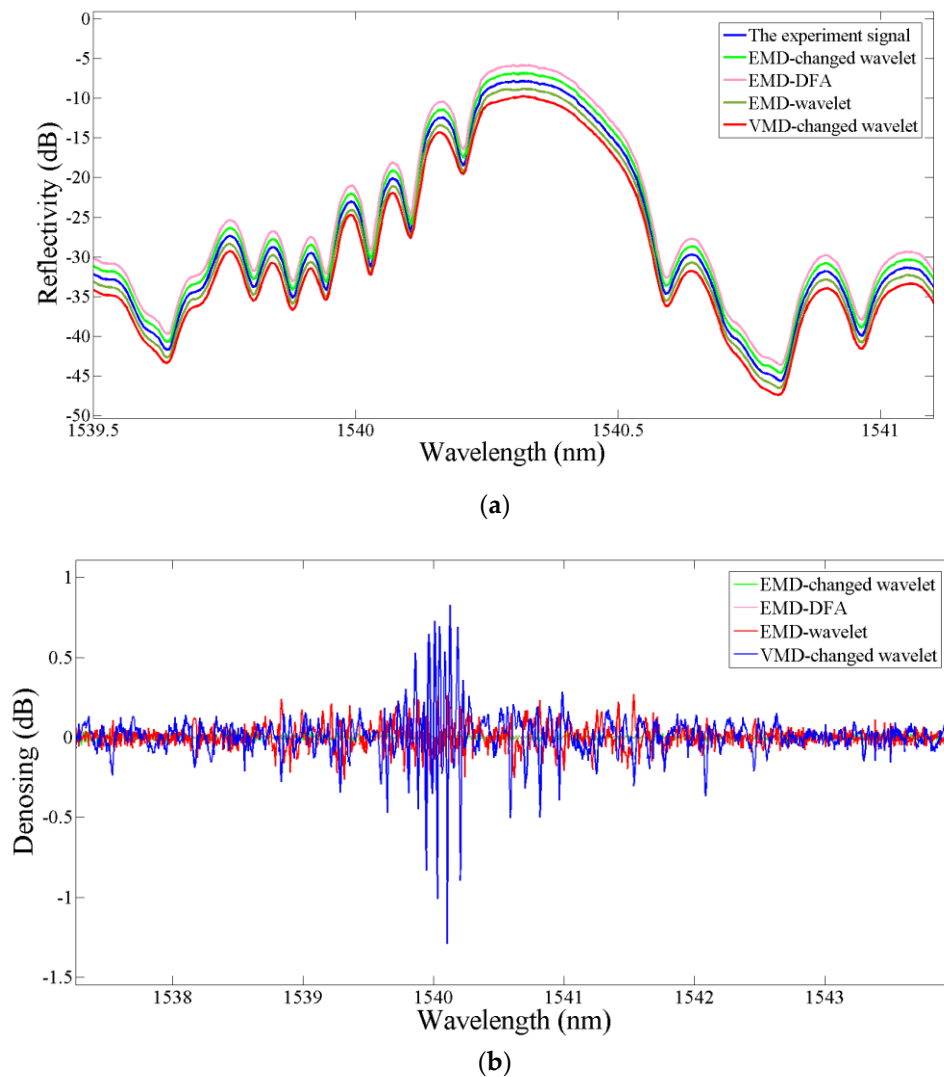 0
-5
-10
-15
-20
-25
-30
-35
-40
-45
-50
Reflectivity (dB)
The experiment signal
EMD-changed wavelet
EMD-DFA
EMD-wavelet
VMD-changed wavelet
1539.5 1540 1540.5 1541
Wavelength (nm)
(a)
1
0.5
0
-0.5
-1
-1.5
Denosing (dB)
EMD-changed wavelet
EMD-DFA
EMD-wavelet
VMD-changed wavelet
1538 1539 1540 1541 1542 1543
Wavelength (nm)
(b)